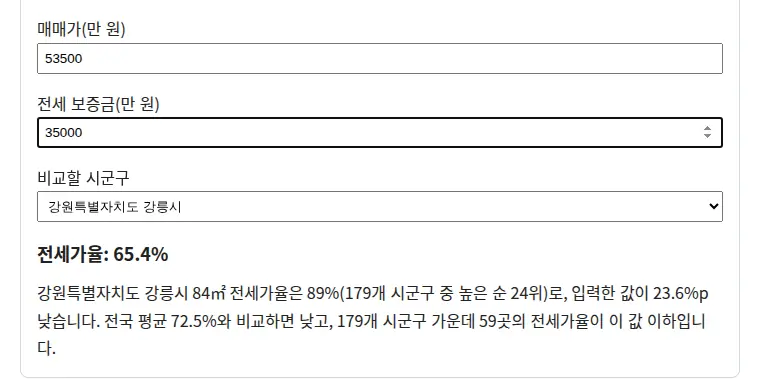 매매가(만 원)
53500
전세 보증금(만 원)
35000
비교할 시군구
강원특별자치도 강릉시
전세가율: 65.4%
강원특별자치도 강릉시 84㎡ 전세가율은 89%(179개 시군구 중 높은 순 24위)로, 입력한 값이 23.6%p
낮습니다. 전국 평균 72.5%와 비교하면 낮고, 179개 시군구 가운데 59곳의 전세가율이 이 값 이하입니
다.